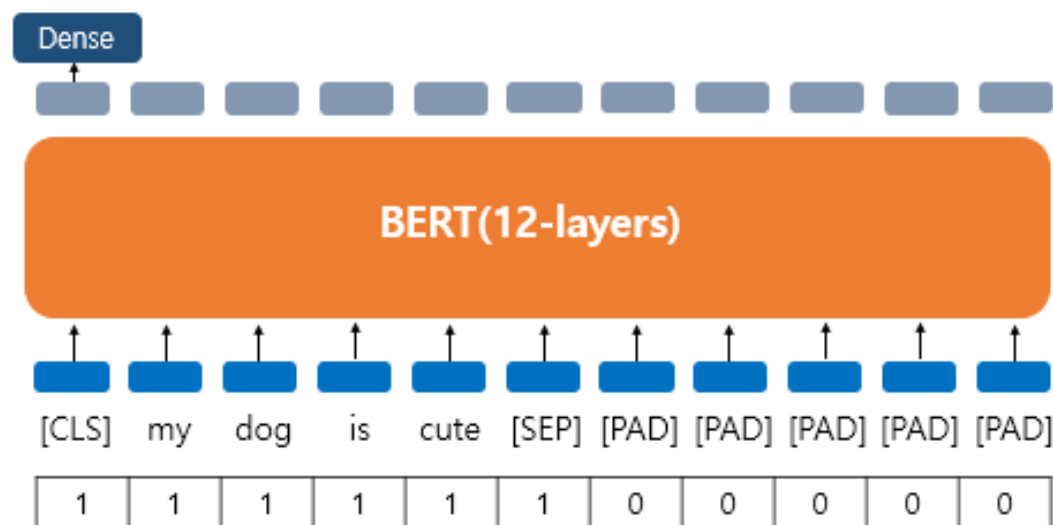 Dense
BERT(12-layers)
[CLS] my dog is cute [SEP] [PAD] [PAD] [PAD] [PAD] [PAD]
1 1 1 1 1 1 0 0 0 0 0